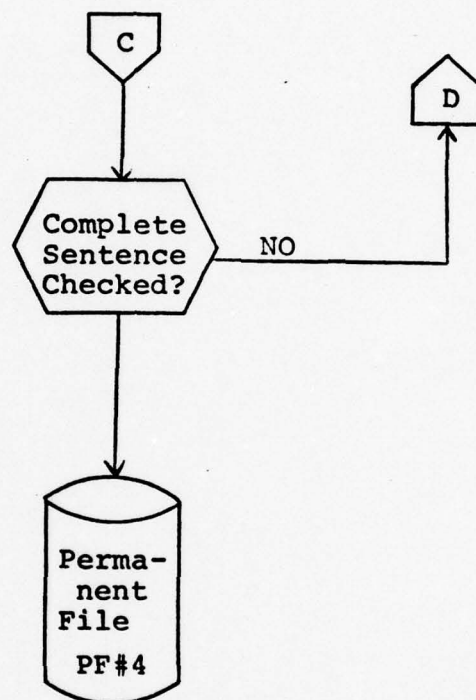 C
D
Complete
Sentence
Checked?
NO
Perma-
nent
File
PF#4